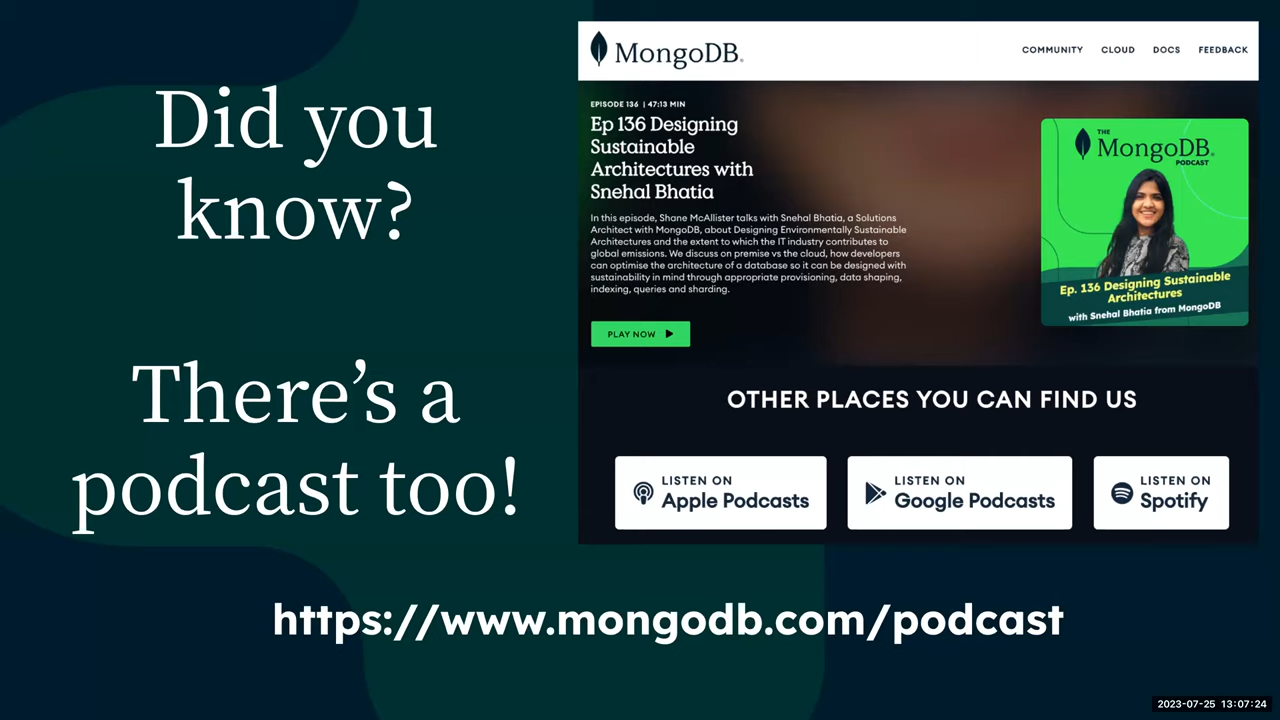 Did you
know?
There's a
podcast too!
MongoDB®
COMMUNITY CLOUD DOCS FEEDBACK
EPISODE 136 | 47:13 MIN
Ep 136 Designing
Sustainable
Architectures with
Snehal Bhatia
In this episode, Shane McAllister talks with Snehal Bhatia, a Solutions
Architect with MongoDB, about Designing Environmentally Sustainable
Architectures and the extent to which the IT industry contributes to
global emissions. We discuss on premise vs the cloud, how developers
can optimise the architecture of a database so it can be designed with
sustainability in mind through appropriate provisioning, data shaping,
indexing, queries and sharding.
PLAY NOW
THE
MongoDB®
PODCAST
Ep. 136 Designing Sustainable
Architectures
with Snehal Bhatia from MongoDB
OTHER PLACES YOU CAN FIND US
LISTEN ON
Apple Podcasts
LISTEN ON
Google Podcasts
LISTEN ON
Spotify
https://www.mongodb.com/podcast
2023-07-25 13:07:24